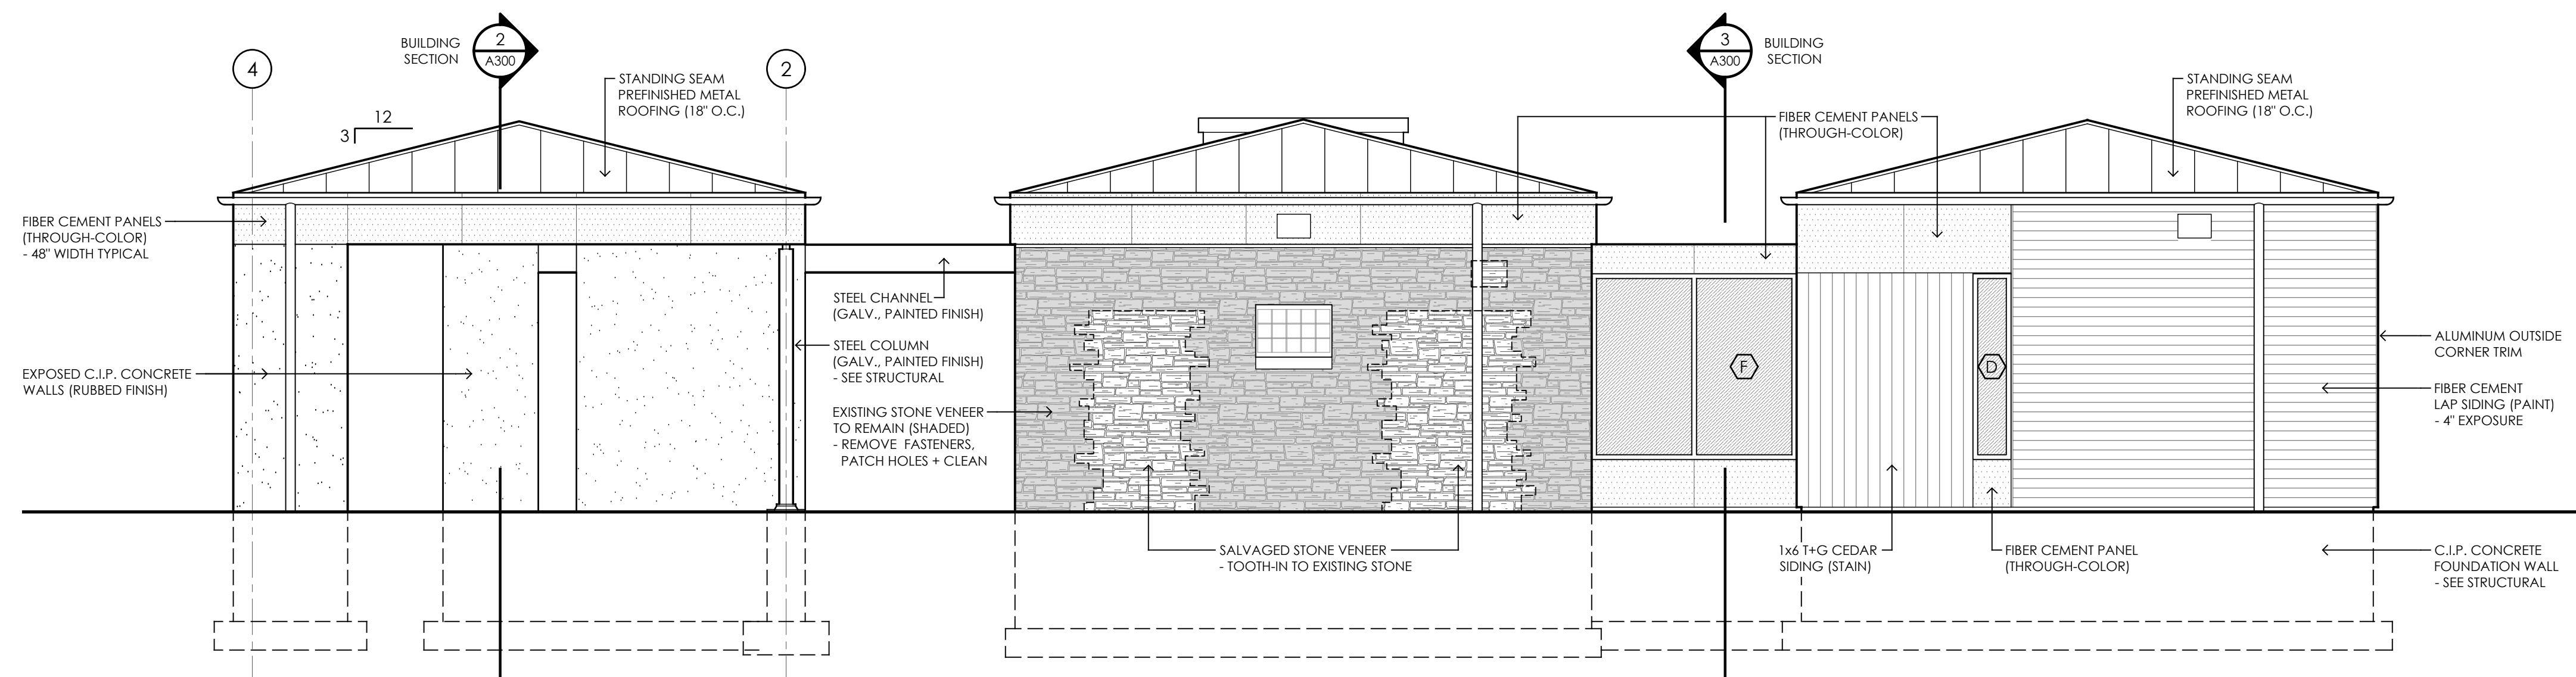 4
BUILDING
SECTION
2
A300
2
STANDING SEAM
PREFINISHED METAL
ROOFING (18" O.C.)
12
3
FIBER CEMENT PANELS
(THROUGH-COLOR)
- 48" WIDTH TYPICAL
EXPOSED C.I.P. CONCRETE
WALLS (RUBBED FINISH)
STEEL CHANNEL
(GALV., PAINTED FINISH)
STEEL COLUMN
(GALV., PAINTED FINISH)
- SEE STRUCTURAL
EXISTING STONE VENEER
TO REMAIN (SHADED)
- REMOVE FASTENERS,
PATCH HOLES + CLEAN
SALVAGED STONE VENEER
- TOOTH-IN TO EXISTING STONE
3
A300
BUILDING
SECTION
FIBER CEMENT PANELS
(THROUGH-COLOR)
F
D
STANDING SEAM
PREFINISHED METAL
ROOFING (18" O.C.)
ALUMINUM OUTSIDE
CORNER TRIM
FIBER CEMENT
LAP SIDING (PAINT)
- 4" EXPOSURE
1x6 T+G CEDAR
SIDING (STAIN)
FIBER CEMENT PANEL
(THROUGH-COLOR)
C.I.P. CONCRETE
FOUNDATION WALL
- SEE STRUCTURAL